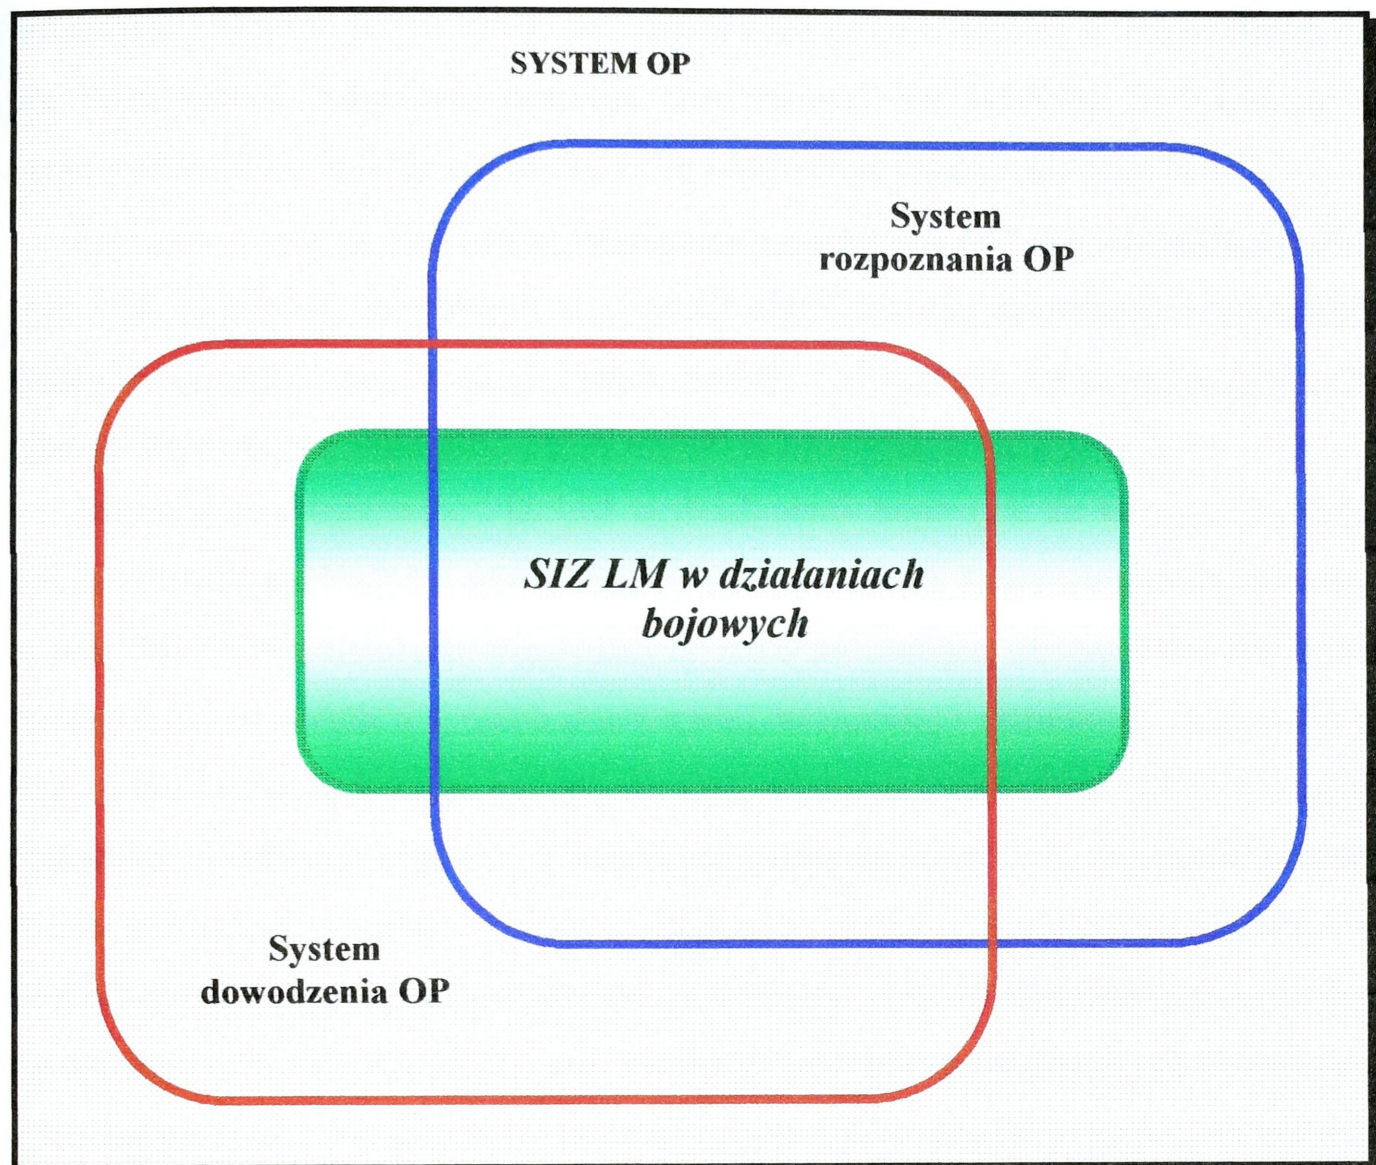 SYSTEM OP
System
rozpoznania OP
SIZ LM w działaniach
bojowych
System
dowodzenia OP